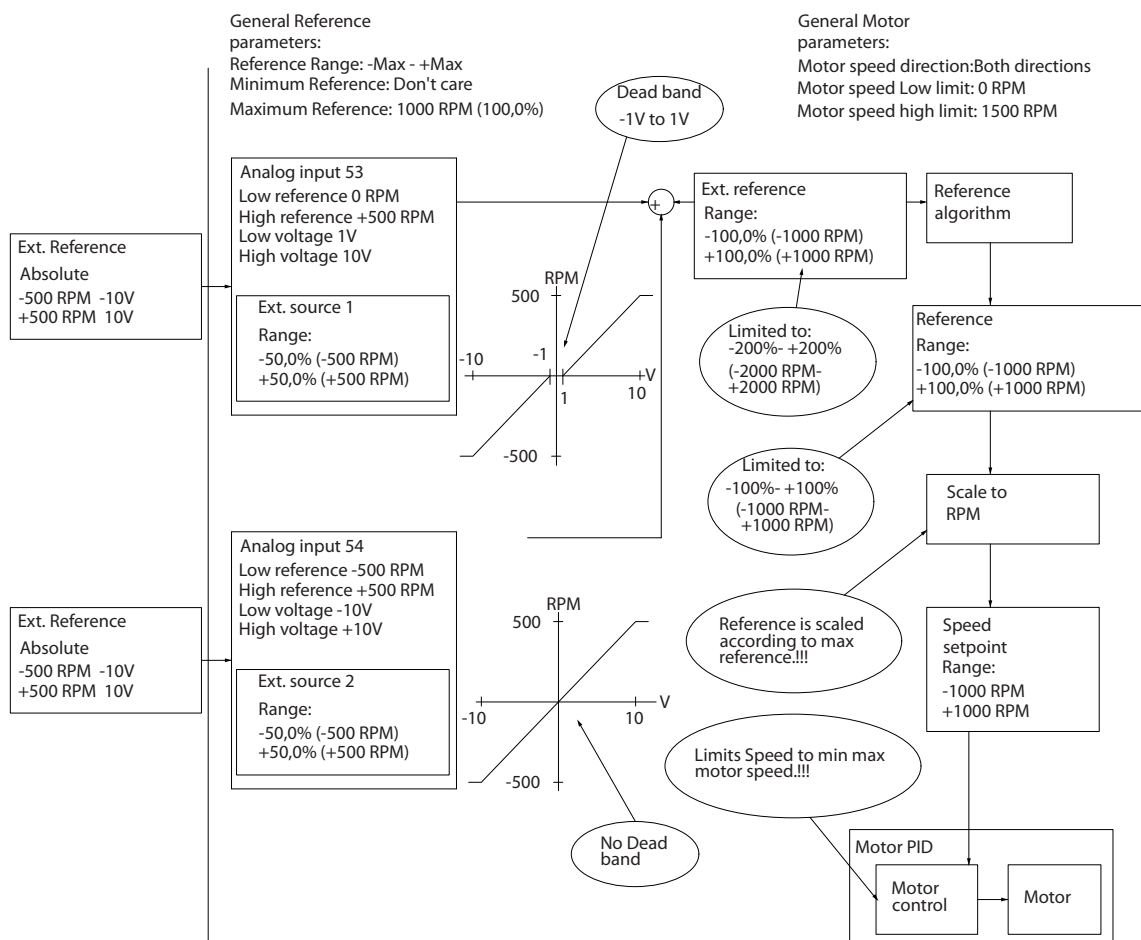 General Reference
parameters:
Reference Range: -Max - +Max
Minimum Reference: Don't care
Maximum Reference: 1000 RPM (100,0%)
General Motor
parameters:
Motor speed direction:Both directions
Motor speed Low limit: 0 RPM
Motor speed high limit: 1500 RPM
Dead band
-1V to 1V
Ext. Reference
Absolute
-500 RPM -10V
+500 RPM 10V
Analog input 53
Low reference 0 RPM
High reference +500 RPM
Low voltage 1V
High voltage 10V
Ext. source 1
Range:
-50,0% (-500 RPM)
+50,0% (+500 RPM)
RPM
500
-10
-1
V
1
10
-500
+
Ext. reference
Range:
-100,0% (-1000 RPM)
+100,0% (+1000 RPM)
Reference
algorithm
Limited to:
-200%- +200%
(-2000 RPM-
+2000 RPM)
Reference
Range:
-100,0% (-1000 RPM)
+100,0% (+1000 RPM)
Limited to:
-100%- +100%
(-1000 RPM-
+1000 RPM)
Scale to
RPM
Ext. Reference
Absolute
-500 RPM -10V
+500 RPM 10V
Analog input 54
Low reference -500 RPM
High reference +500 RPM
Low voltage -10V
High voltage +10V
Ext. source 2
Range:
-50,0% (-500 RPM)
+50,0% (+500 RPM)
RPM
500
V
-10
10
-500
No Dead
band
Reference is scaled
according to max
reference.!!!
Speed
setpoint
Range:
-1000 RPM
+1000 RPM
Limits Speed to min max
motor speed.!!!
Motor PID
Motor
control
Motor